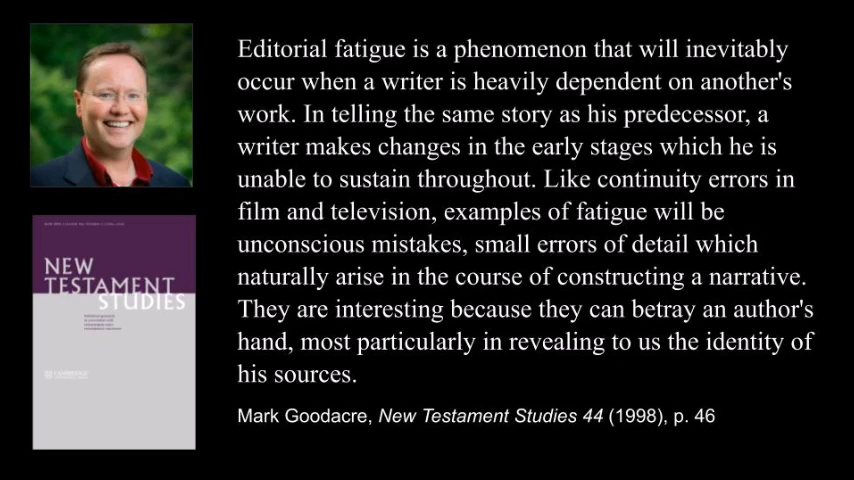 Editorial fatigue is a phenomenon that will inevitably
occur when a writer is heavily dependent on another's
work. In telling the same story as his predecessor, a
writer makes changes in the early stages which he is
unable to sustain throughout. Like continuity errors in
film and television, examples of fatigue will be
unconscious mistakes, small errors of detail which
naturally arise in the course of constructing a narrative.
They are interesting because they can betray an author's
hand, most particularly in revealing to us the identity of
his sources.
Mark Goodacre, New Testament Studies 44 (1998), p. 46
NEW
TESTAMENT
STUDIES